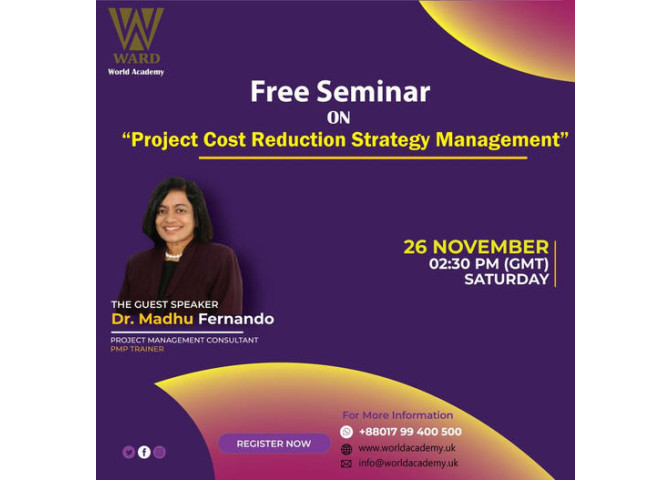 WARD
World Academy
Free Seminar
ON
“Project Cost Reduction Strategy Management”
26 NOVEMBER
02:30 PM (GMT)
SATURDAY
THE GUEST SPEAKER
Dr. Madhu Fernando
PROJECT MANAGEMENT CONSULTANT
PMP TRAINER
REGISTER NOW
For More Information
+88017 99 400 500
www.worldacademy.uk
info@worldacademy.uk